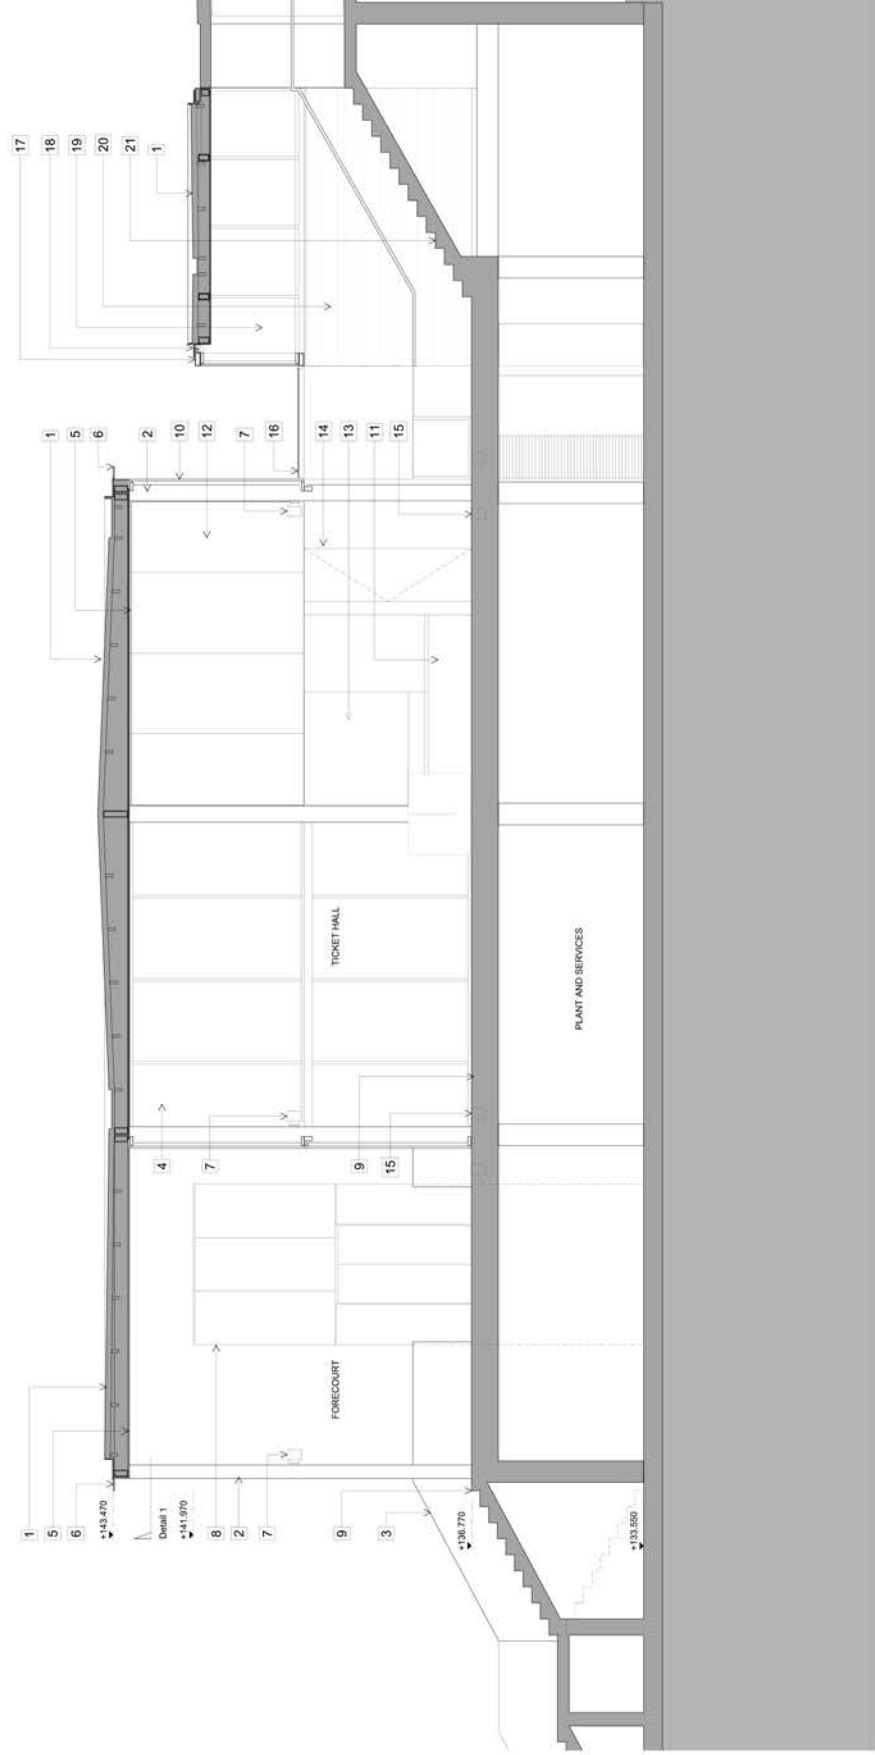 17
1 1 18
5 5 19
6 6 20
+143.470
21
2 1
Detail 1
4
+141.970
10
8 7 12
2 7
7 16
14
FORECOURT
TICKET HALL
9 13
9
11
3 15 15
+136.770
PLANT AND SERVICES
+133.550